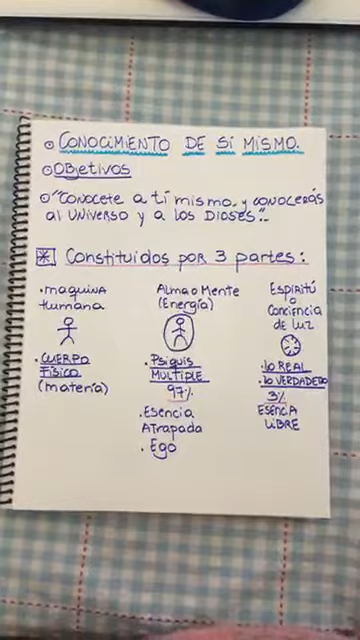 ⊙ CONOCIMIENTO DE SÍ MISMO.
⊙ OBJETIVOS
⊙ "CONOCETE a tí mismo y CONOCERÁS
al UNIVERSO y a los DIOSES".
* Constituidos por 3 partes:
• maquina
Humana
• CUERPO
Físico
(materia)
Alma o Mente
(Energía)
• Psiquis
MULTIPLE
97%
• Esencia
Atrapada
• Ego
Espiritú
o
Conciencia
de luz
• lo REAL
• lo VERDADERO
3%
ESENCIA
LIBRE